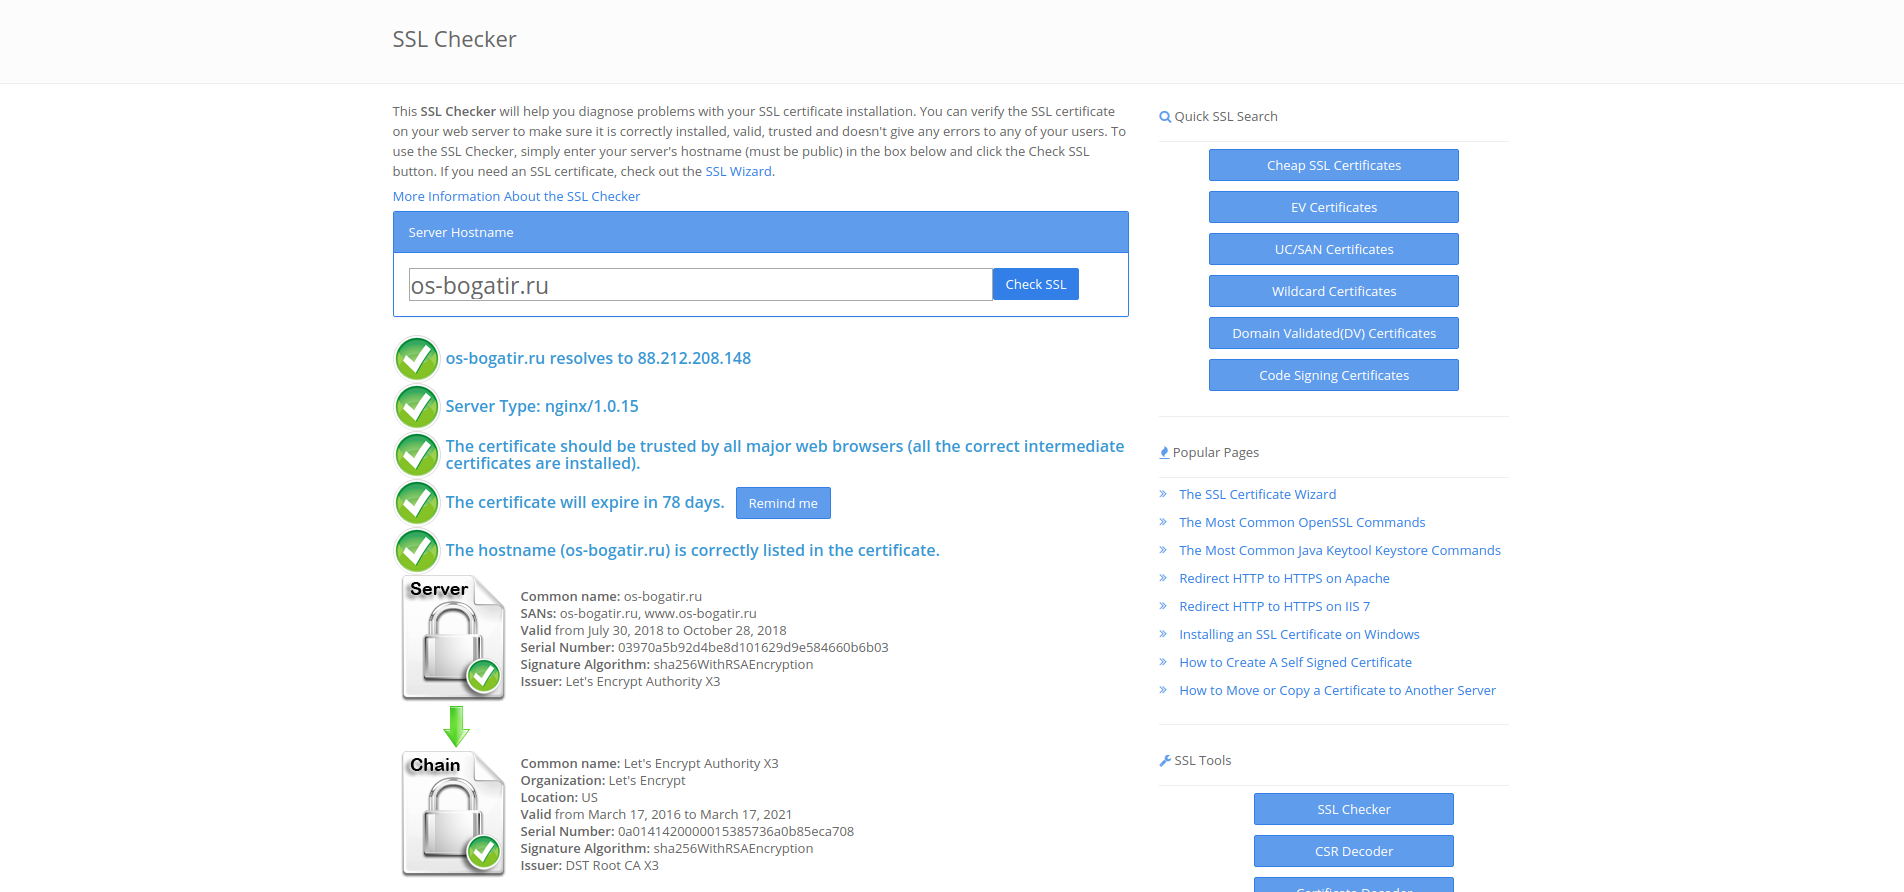 SSL Checker
This SSL Checker will help you diagnose problems with your SSL certificate installation. You can verify the SSL certificate
on your web server to make sure it is correctly installed, valid, trusted and doesn't give any errors to any of your users. To
use the SSL Checker, simply enter your server's hostname (must be public) in the box below and click the Check SSL
button. If you need an SSL certificate, check out the SSL Wizard.
More Information About the SSL Checker
Server Hostname
os-bogatir.ru
Check SSL
os-bogatir.ru resolves to 88.212.208.148
Server Type: nginx/1.0.15
The certificate should be trusted by all major web browsers (all the correct intermediate
certificates are installed).
The certificate will expire in 78 days.
Remind me
The hostname (os-bogatir.ru) is correctly listed in the certificate.
Server
Common name: os-bogatir.ru
SANs: os-bogatir.ru, www.os-bogatir.ru
Valid from July 30, 2018 to October 28, 2018
Serial Number: 03970a5b92d4be8d101629d9e584660b6b03
Signature Algorithm: sha256WithRSAEncryption
Issuer: Let's Encrypt Authority X3
Chain
Common name: Let's Encrypt Authority X3
Organization: Let's Encrypt
Location: US
Valid from March 17, 2016 to March 17, 2021
Serial Number: 0a0141420000015385736a0b85eca708
Signature Algorithm: sha256WithRSAEncryption
Issuer: DST Root CA X3
Quick SSL Search
Cheap SSL Certificates
EV Certificates
UC/SAN Certificates
Wildcard Certificates
Domain Validated(DV) Certificates
Code Signing Certificates
Popular Pages
The SSL Certificate Wizard
The Most Common OpenSSL Commands
The Most Common Java Keytool Keystore Commands
Redirect HTTP to HTTPS on Apache
Redirect HTTP to HTTPS on IIS 7
Installing an SSL Certificate on Windows
How to Create A Self Signed Certificate
How to Move or Copy a Certificate to Another Server
SSL Tools
SSL Checker
CSR Decoder
Certificate Decoder